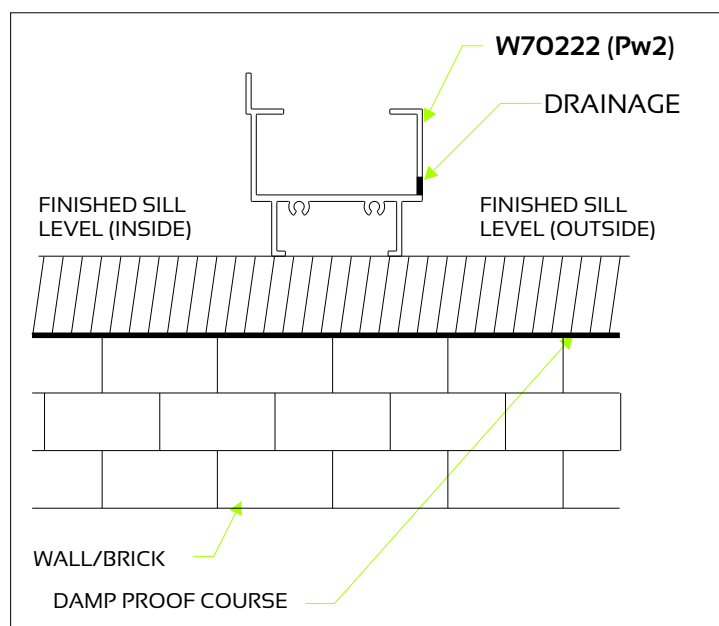 W70222 (Pw2)
DRAINAGE
FINISHED SILL
LEVEL (INSIDE)
FINISHED SILL
LEVEL (OUTSIDE)
WALL/BRICK
DAMP PROOF COURSE